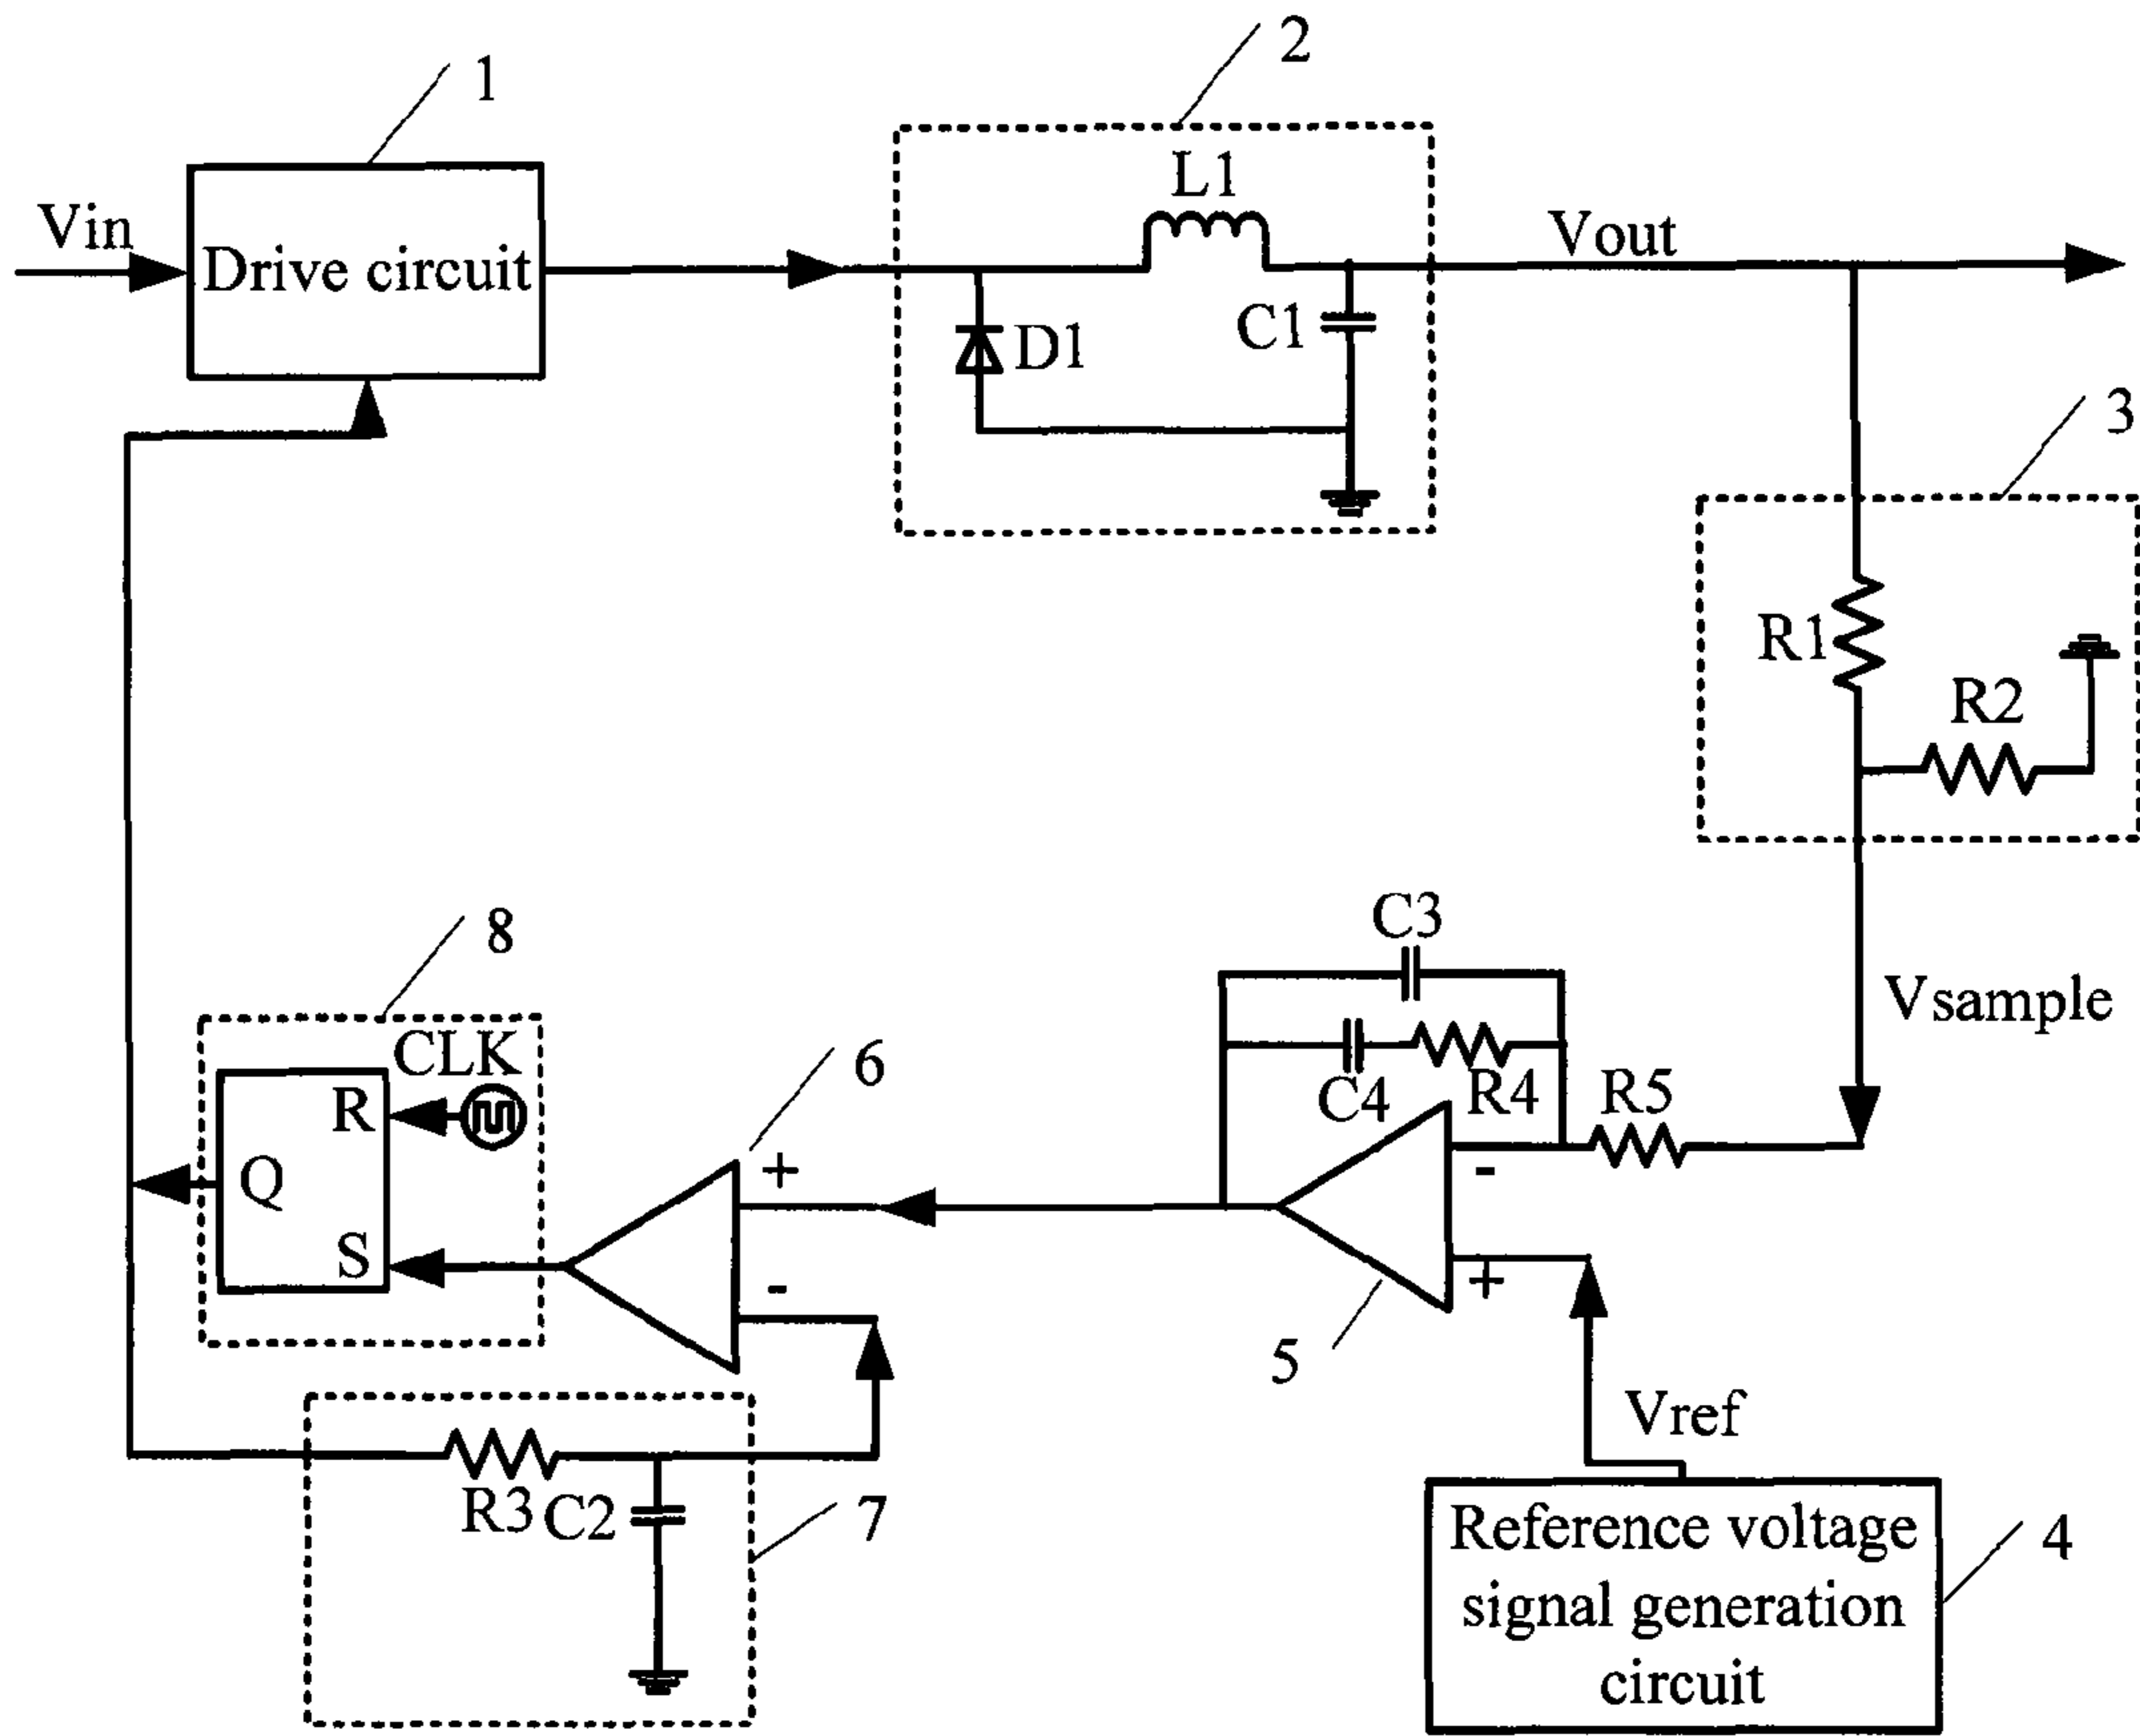 1
2
Vin
Drive circuit
L1
Vout
D1
C1
3
R1
R2
C3
8
Vsample
CLK
6
C4
R4
R5
R
+
-
Q
S
-
+
5
Vref
R3
C2
7
Reference voltage
signal generation
circuit
4